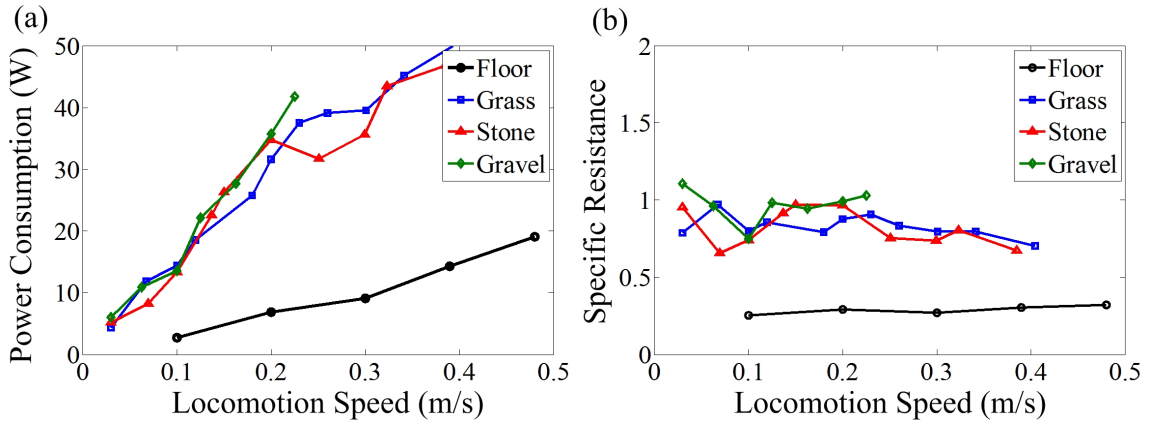 (a)
Power Consumption (W)
50
40
30
20
10
0
0
0.1
0.2
0.3
0.4
0.5
Locomotion Speed (m/s)
Floor
Grass
Stone
Gravel
(b)
Specific Resistance
2
1.5
1
0.5
0
0
0.1
0.2
0.3
0.4
0.5
Locomotion Speed (m/s)
Floor
Grass
Stone
Gravel